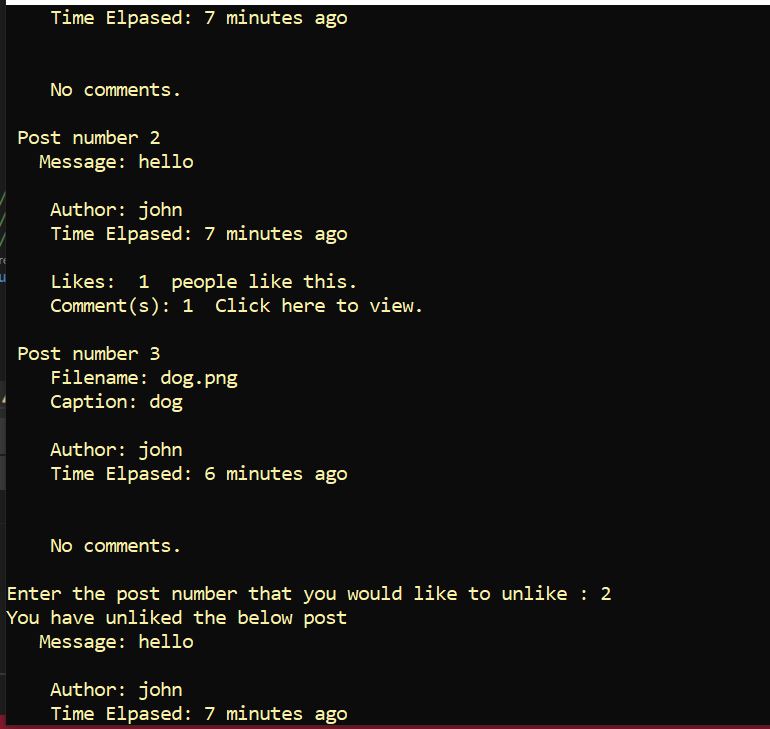 Time Elpased: 7 minutes ago
No comments.
Post number 2
Message: hello
Author: john
Time Elpased: 7 minutes ago
Likes:  1  people like this.
Comment(s): 1  Click here to view.
Post number 3
Filename: dog.png
Caption: dog
Author: john
Time Elpased: 6 minutes ago
No comments.
Enter the post number that you would like to unlike : 2
You have unliked the below post
Message: hello
Author: john
Time Elpased: 7 minutes ago